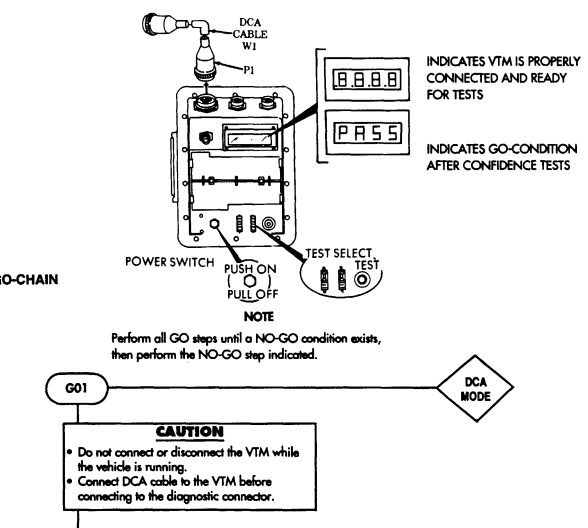 DCA
CABLE
W1
P1
8.8.8.8
INDICATES VTM IS PROPERLY
CONNECTED AND READY
FOR TESTS
PASS
INDICATES GO-CONDITION
AFTER CONFIDENCE TESTS
POWER SWITCH
PUSH ON
PULL OFF
TEST SELECT
TEST
O-CHAIN
NOTE
Perform all GO steps until a NO-GO condition exists,
then perform the NO-GO step indicated.
G01
DCA
MODE
CAUTION
• Do not connect or disconnect the VTM while
the vehicle is running.
• Connect DCA cable to the VTM before
connecting to the diagnostic connector.